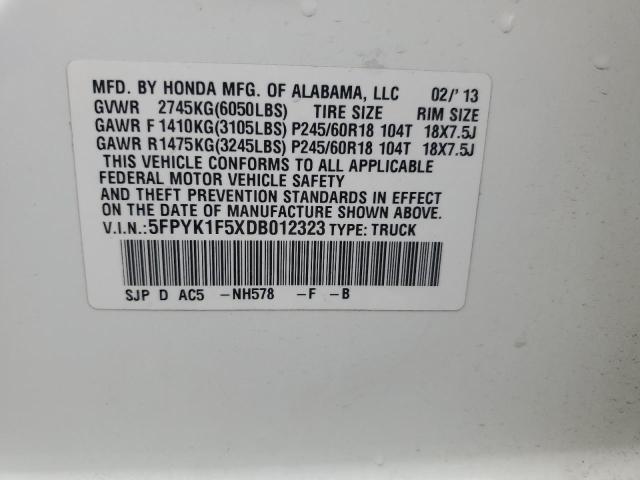 MFD. BY HONDA MFG. OF ALABAMA, LLC 02/'13
GVWR 2745KG(6050LBS) TIRE SIZE RIM SIZE
GAWR F 1410KG(3105LBS) P245/60R18 104T 18X7.5J
GAWR R1475KG(3245LBS) P245/60R18 104T 18X7.5J
THIS VEHICLE CONFORMS TO ALL APPLICABLE
FEDERAL MOTOR VEHICLE SAFETY
AND THEFT PREVENTION STANDARDS IN EFFECT
ON THE DATE OF MANUFACTURE SHOWN ABOVE.
V.I.N.:5FPYK1F5XDB012323 TYPE: TRUCK
SJP D AC5 -NH578 -F -B